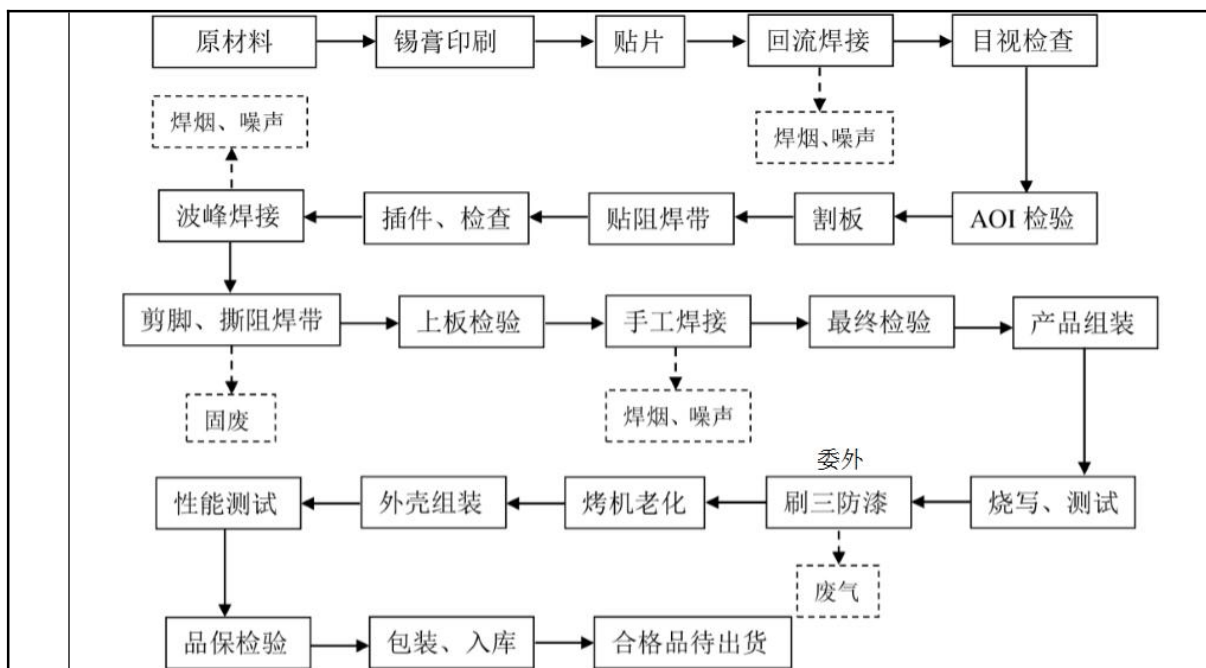 原材料
锡膏印刷
贴片
回流焊接
目视检查
焊烟、噪声
焊烟、噪声
波峰焊接
插件、检查
贴阻焊带
割板
AOI 检验
剪脚、撕阻焊带
上板检验
手工焊接
最终检验
产品组装
固废
焊烟、噪声
委外
性能测试
外壳组装
烤机老化
刷三防漆
烧写、测试
废气
品保检验
包装、入库
合格品待出货